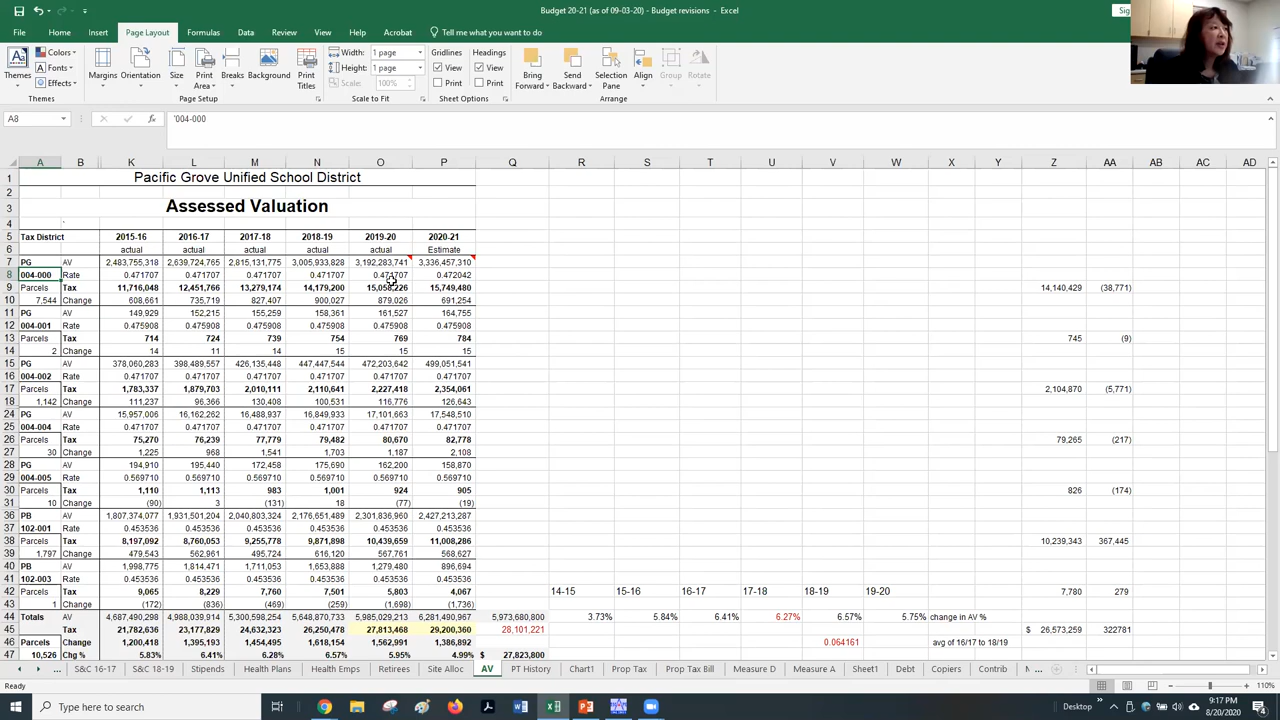 Budget 20-21 (as of 09-03-20) - Budget revisions - Excel
File Home Insert Page Layout Formulas Data Review View Help Acrobat Tell me what you want to do
Themes Colors Fonts Effects Margins Orientation Size Print Area Breaks Background Print Titles Width: 1 page Height: 1 page Scale: 100% Gridlines View Print Headings View Print Bring Forward Send Backward Selection Pane Align Group Rotate
Themes Page Setup Scale to Fit Sheet Options Arrange
A8 '004-000
A B K L M N O P Q R S T U V W X Y Z AA AB AC AD
1 Pacific Grove Unified School District
2
3 Assessed Valuation
4
5 Tax District 2015-16 2016-17 2017-18 2018-19 2019-20 2020-21
6 actual actual actual actual actual Estimate
7 PG AV 2,483,755,318 2,639,724,765 2,815,131,775 3,005,933,828 3,192,283,741 3,336,457,310
8 004-000 Rate 0.471707 0.471707 0.471707 0.471707 0.471707 0.472042
9 Parcels Tax 11,716,048 12,451,766 13,279,174 14,179,200 15,058,226 15,749,480 14,140,429 (38,771)
10 7,544 Change 608,661 735,719 827,407 900,027 879,026 691,254
11 PG AV 149,929 152,215 155,259 158,361 161,527 164,755
12 004-001 Rate 0.475908 0.475908 0.475908 0.475908 0.475908 0.475908
13 Parcels Tax 714 724 739 754 769 784 745 (9)
14 2 Change 14 11 14 15 15 15
15 PG AV 378,060,283 398,489,557 426,135,448 447,447,544 472,203,642 499,051,541
16 004-002 Rate 0.471707 0.471707 0.471707 0.471707 0.471707 0.471707
17 Parcels Tax 1,783,337 1,879,703 2,010,111 2,110,641 2,227,418 2,354,061 2,104,870 (5,771)
18 1,142 Change 111,237 96,366 130,408 100,531 116,776 126,643
24 PG AV 15,957,006 16,162,262 16,488,937 16,849,933 17,101,663 17,548,510
25 004-004 Rate 0.471707 0.471707 0.471707 0.471707 0.471707 0.471707
26 Parcels Tax 75,270 76,239 77,779 79,482 80,670 82,778 79,265 (217)
27 30 Change 1,225 968 1,541 1,703 1,187 2,108
28 PG AV 194,910 195,440 172,458 175,690 162,200 158,870
29 004-005 Rate 0.569710 0.569710 0.569710 0.569710 0.569710 0.569710
30 Parcels Tax 1,110 1,113 983 1,001 924 905 826 (174)
31 10 Change (90) 3 (131) 18 (77) (19)
36 PB AV 1,807,374,077 1,931,501,204 2,040,803,324 2,176,651,489 2,301,836,960 2,427,213,287
37 102-001 Rate 0.453536 0.453536 0.453536 0.453536 0.453536 0.453536
38 Parcels Tax 8,197,092 8,760,053 9,255,778 9,871,898 10,439,659 11,008,286 10,239,343 367,445
39 1,797 Change 479,543 562,961 495,724 616,120 567,761 568,627
40 PB AV 1,998,775 1,814,471 1,711,053 1,653,888 1,279,480 896,694
41 102-003 Rate 0.453536 0.453536 0.453536 0.453536 0.453536 0.453536
42 Parcels Tax 9,065 8,229 7,760 7,501 5,803 4,067 14-15 15-16 16-17 17-18 18-19 19-20 7,780 279
43 1 Change (172) (836) (469) (259) (1,698) (1,736)
44 Totals AV 4,687,490,298 4,988,039,914 5,300,598,254 5,648,870,733 5,985,029,213 6,281,490,967 5,973,680,800 3.73% 5.84% 6.41% 6.27% 6.57% 5.75% change in AV %
45 Tax 21,782,636 23,177,829 24,632,323 26,250,478 27,813,468 29,200,360 28,101,221 $ 26,573,259 322781
46 Parcels Change 1,200,418 1,395,193 1,454,495 1,618,154 1,562,991 1,386,892 0.064161 avg of 16/17 to 18/19
47 10,526 Chg % 5.83% 6.41% 6.28% 6.57% 5.95% 4.99% 27,823,800
S&C 16-17 S&C 18-19 Stipends Health Plans Health Emps Retirees Site Alloc AV PT History Chart1 Prop Tax Prop Tax Bill Measure D Measure A Sheet1 Debt Copiers Contrib
Ready 110%
Type here to search Desktop 9:17 PM
8/20/2020